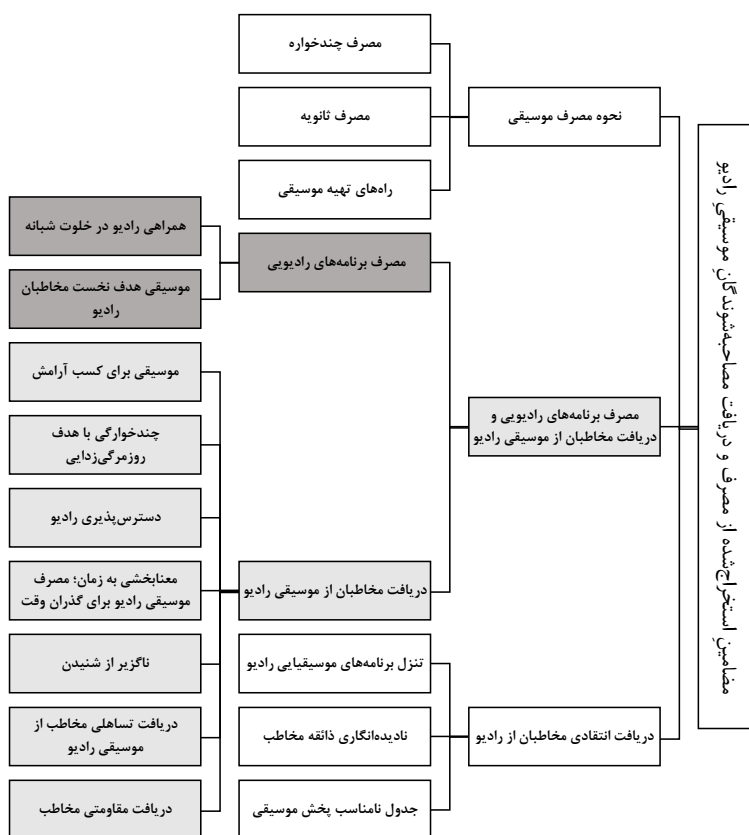 مضامینِ استخراج‌شده از مصرف و دریافت مصاحبه‌شوندگانِ موسیقیِ رادیو
نحوه مصرف موسیقی
مصرف چندخواره
مصرف ثانویه
راه‌های تهیه موسیقی
مصرف برنامه‌های رادیویی و
دریافت مخاطبان از موسیقی رادیو
مصرف برنامه‌های رادیویی
همراهی رادیو در خلوت شبانه
موسیقی هدف نخست مخاطبان
رادیو
دریافت مخاطبان از موسیقی رادیو
موسیقی برای کسب آرامش
چندخوارگی با هدف
روزمرگی‌زدایی
دسترس‌پذیری رادیو
معنابخشی به زمان؛ مصرف
موسیقی رادیو برای گذران وقت
ناگزیر از شنیدن
دریافت تساهلی مخاطب از
موسیقی رادیو
دریافت مقاومتی مخاطب
دریافت انتقادی مخاطبان از رادیو
تنزل برنامه‌های موسیقیایی رادیو
نادیده‌انگاری ذائقه مخاطب
جدول نامناسب پخش موسیقی